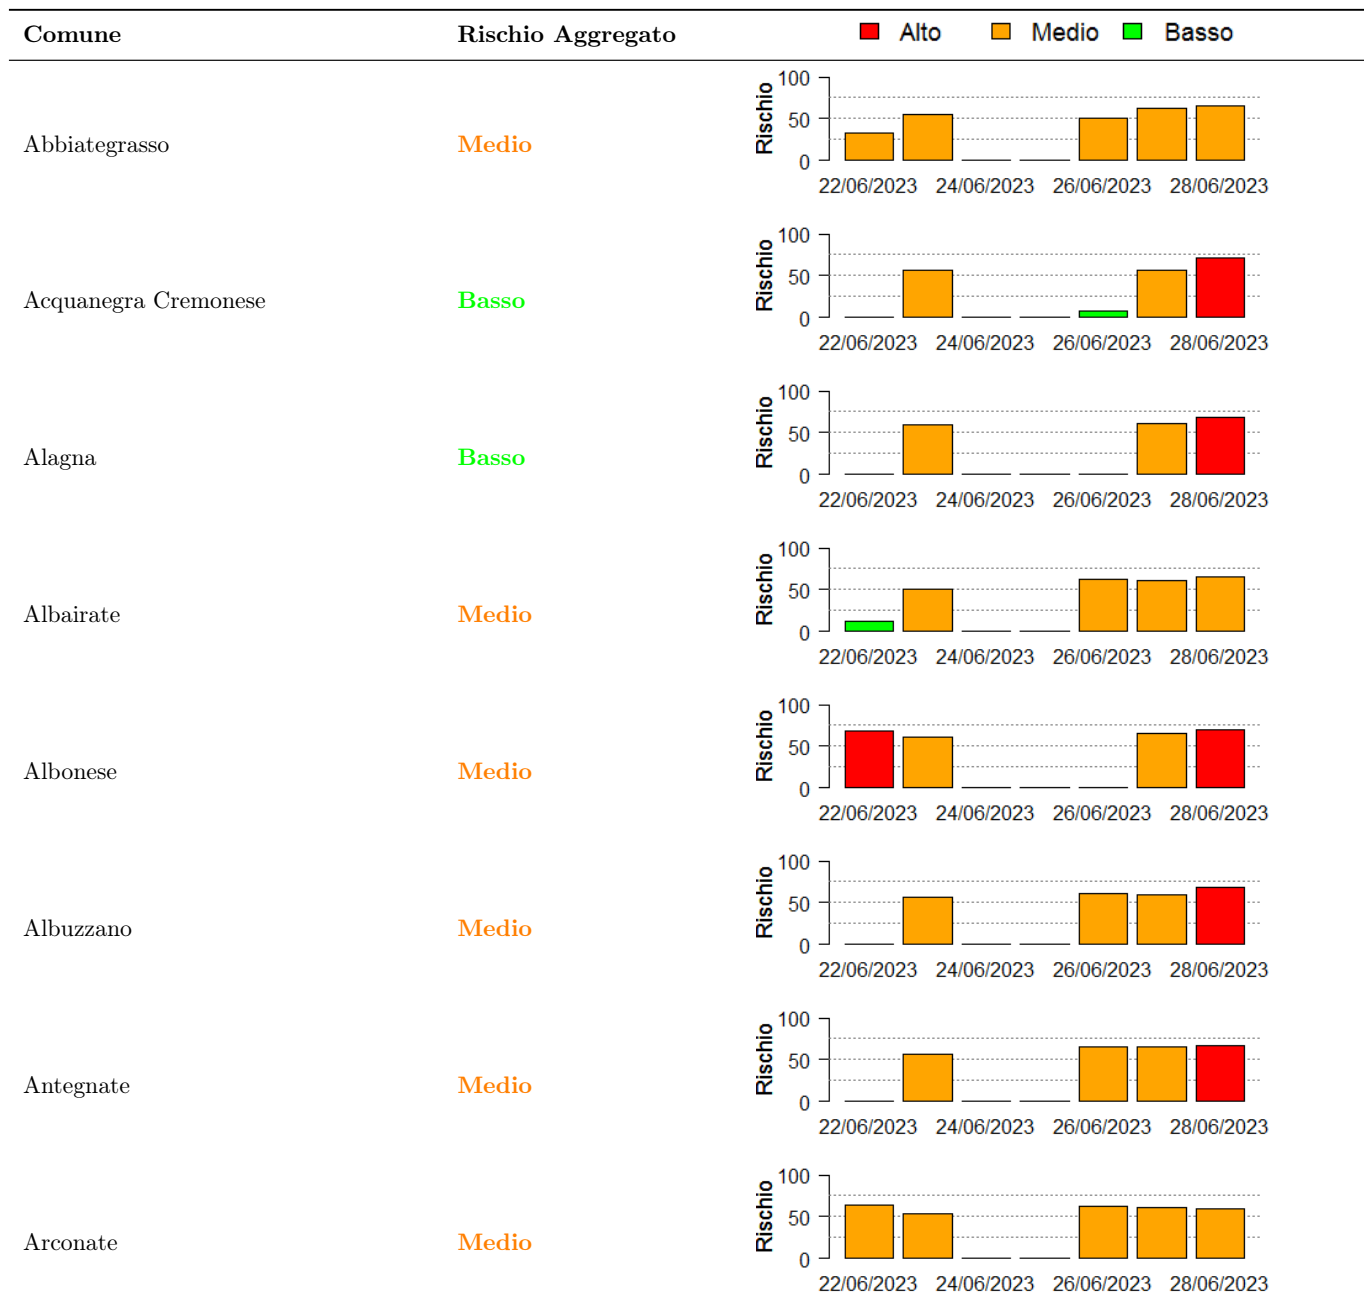 Comune Rischio Aggregato Alto Medio Basso
100
50
0
Rischio
Abbiategrasso Medio
22/06/2023 24/06/2023 26/06/2023 28/06/2023
100
50
0
Rischio
Acquanegra Cremonese Basso
22/06/2023 24/06/2023 26/06/2023 28/06/2023
100
50
0
Rischio
Alagna Basso
22/06/2023 24/06/2023 26/06/2023 28/06/2023
100
50
0
Rischio
Albairate Medio
22/06/2023 24/06/2023 26/06/2023 28/06/2023
100
50
0
Rischio
Albonese Medio
22/06/2023 24/06/2023 26/06/2023 28/06/2023
100
50
0
Rischio
Albuzzano Medio
22/06/2023 24/06/2023 26/06/2023 28/06/2023
100
50
0
Rischio
Antegnate Medio
22/06/2023 24/06/2023 26/06/2023 28/06/2023
100
50
0
Rischio
Arconate Medio
22/06/2023 24/06/2023 26/06/2023 28/06/2023